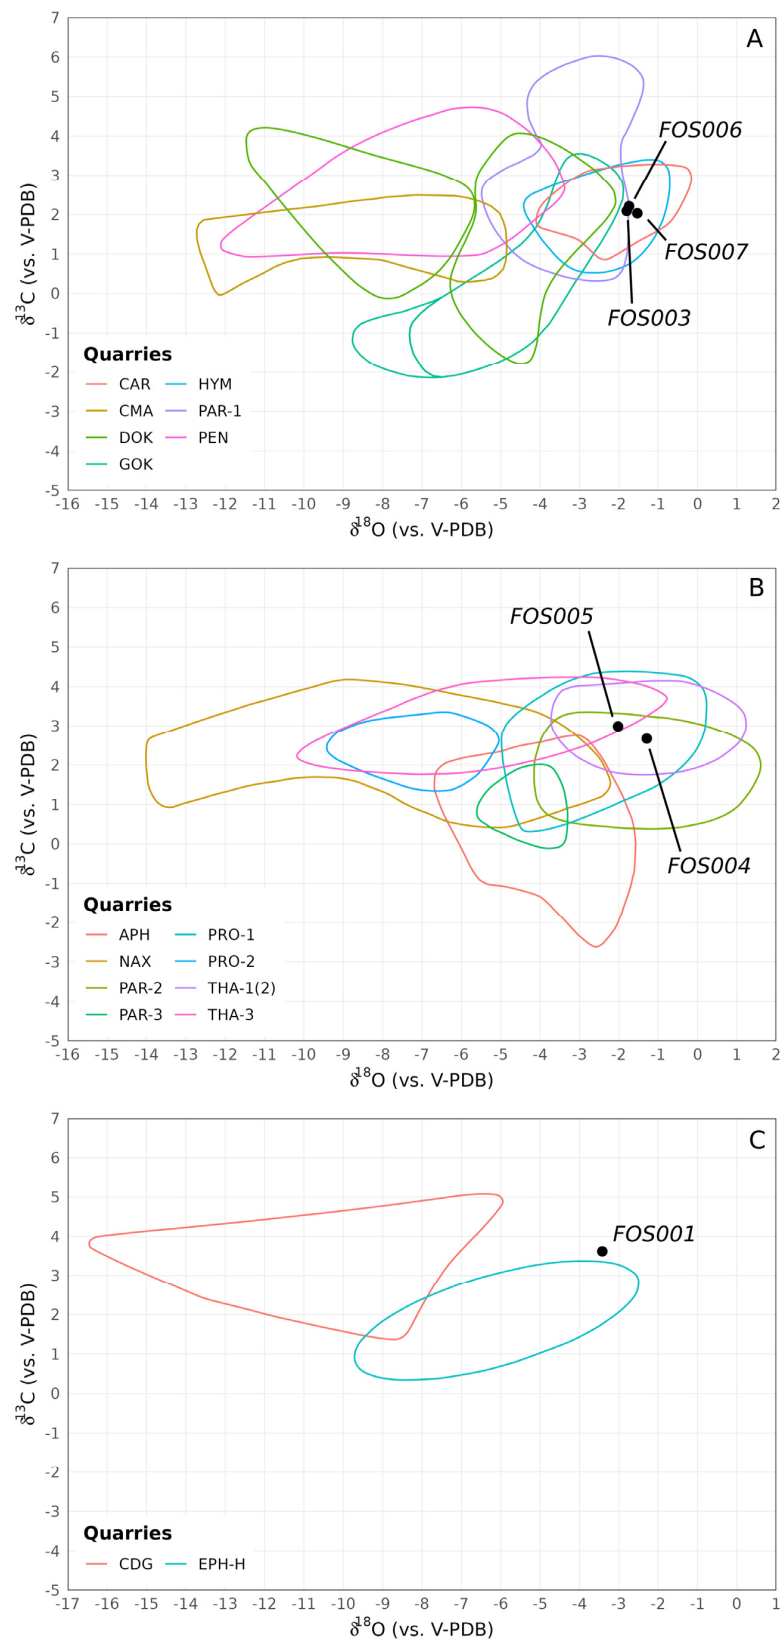 A
7
6
5
4
3
2
1
0
-1
-2
-3
-4
-5
δ13C (vs. V-PDB)
FOS006
FOS007
FOS003
Quarries
CAR HYM
CMA PAR-1
DOK PEN
GOK
-16 -15 -14 -13 -12 -11 -10 -9 -8 -7 -6 -5 -4 -3 -2 -1 0 1 2
δ18O (vs. V-PDB)
B
7
6
5
4
3
2
1
0
-1
-2
-3
-4
-5
δ13C (vs. V-PDB)
FOS005
FOS004
Quarries
APH PRO-1
NAX PRO-2
PAR-2 THA-1(2)
PAR-3 THA-3
-16 -15 -14 -13 -12 -11 -10 -9 -8 -7 -6 -5 -4 -3 -2 -1 0 1 2
δ18O (vs. V-PDB)
C
7
6
5
4
3
2
1
0
-1
-2
-3
-4
-5
δ13C (vs. V-PDB)
FOS001
Quarries
CDG EPH-H
-17 -16 -15 -14 -13 -12 -11 -10 -9 -8 -7 -6 -5 -4 -3 -2 -1 0 1
δ18O (vs. V-PDB)